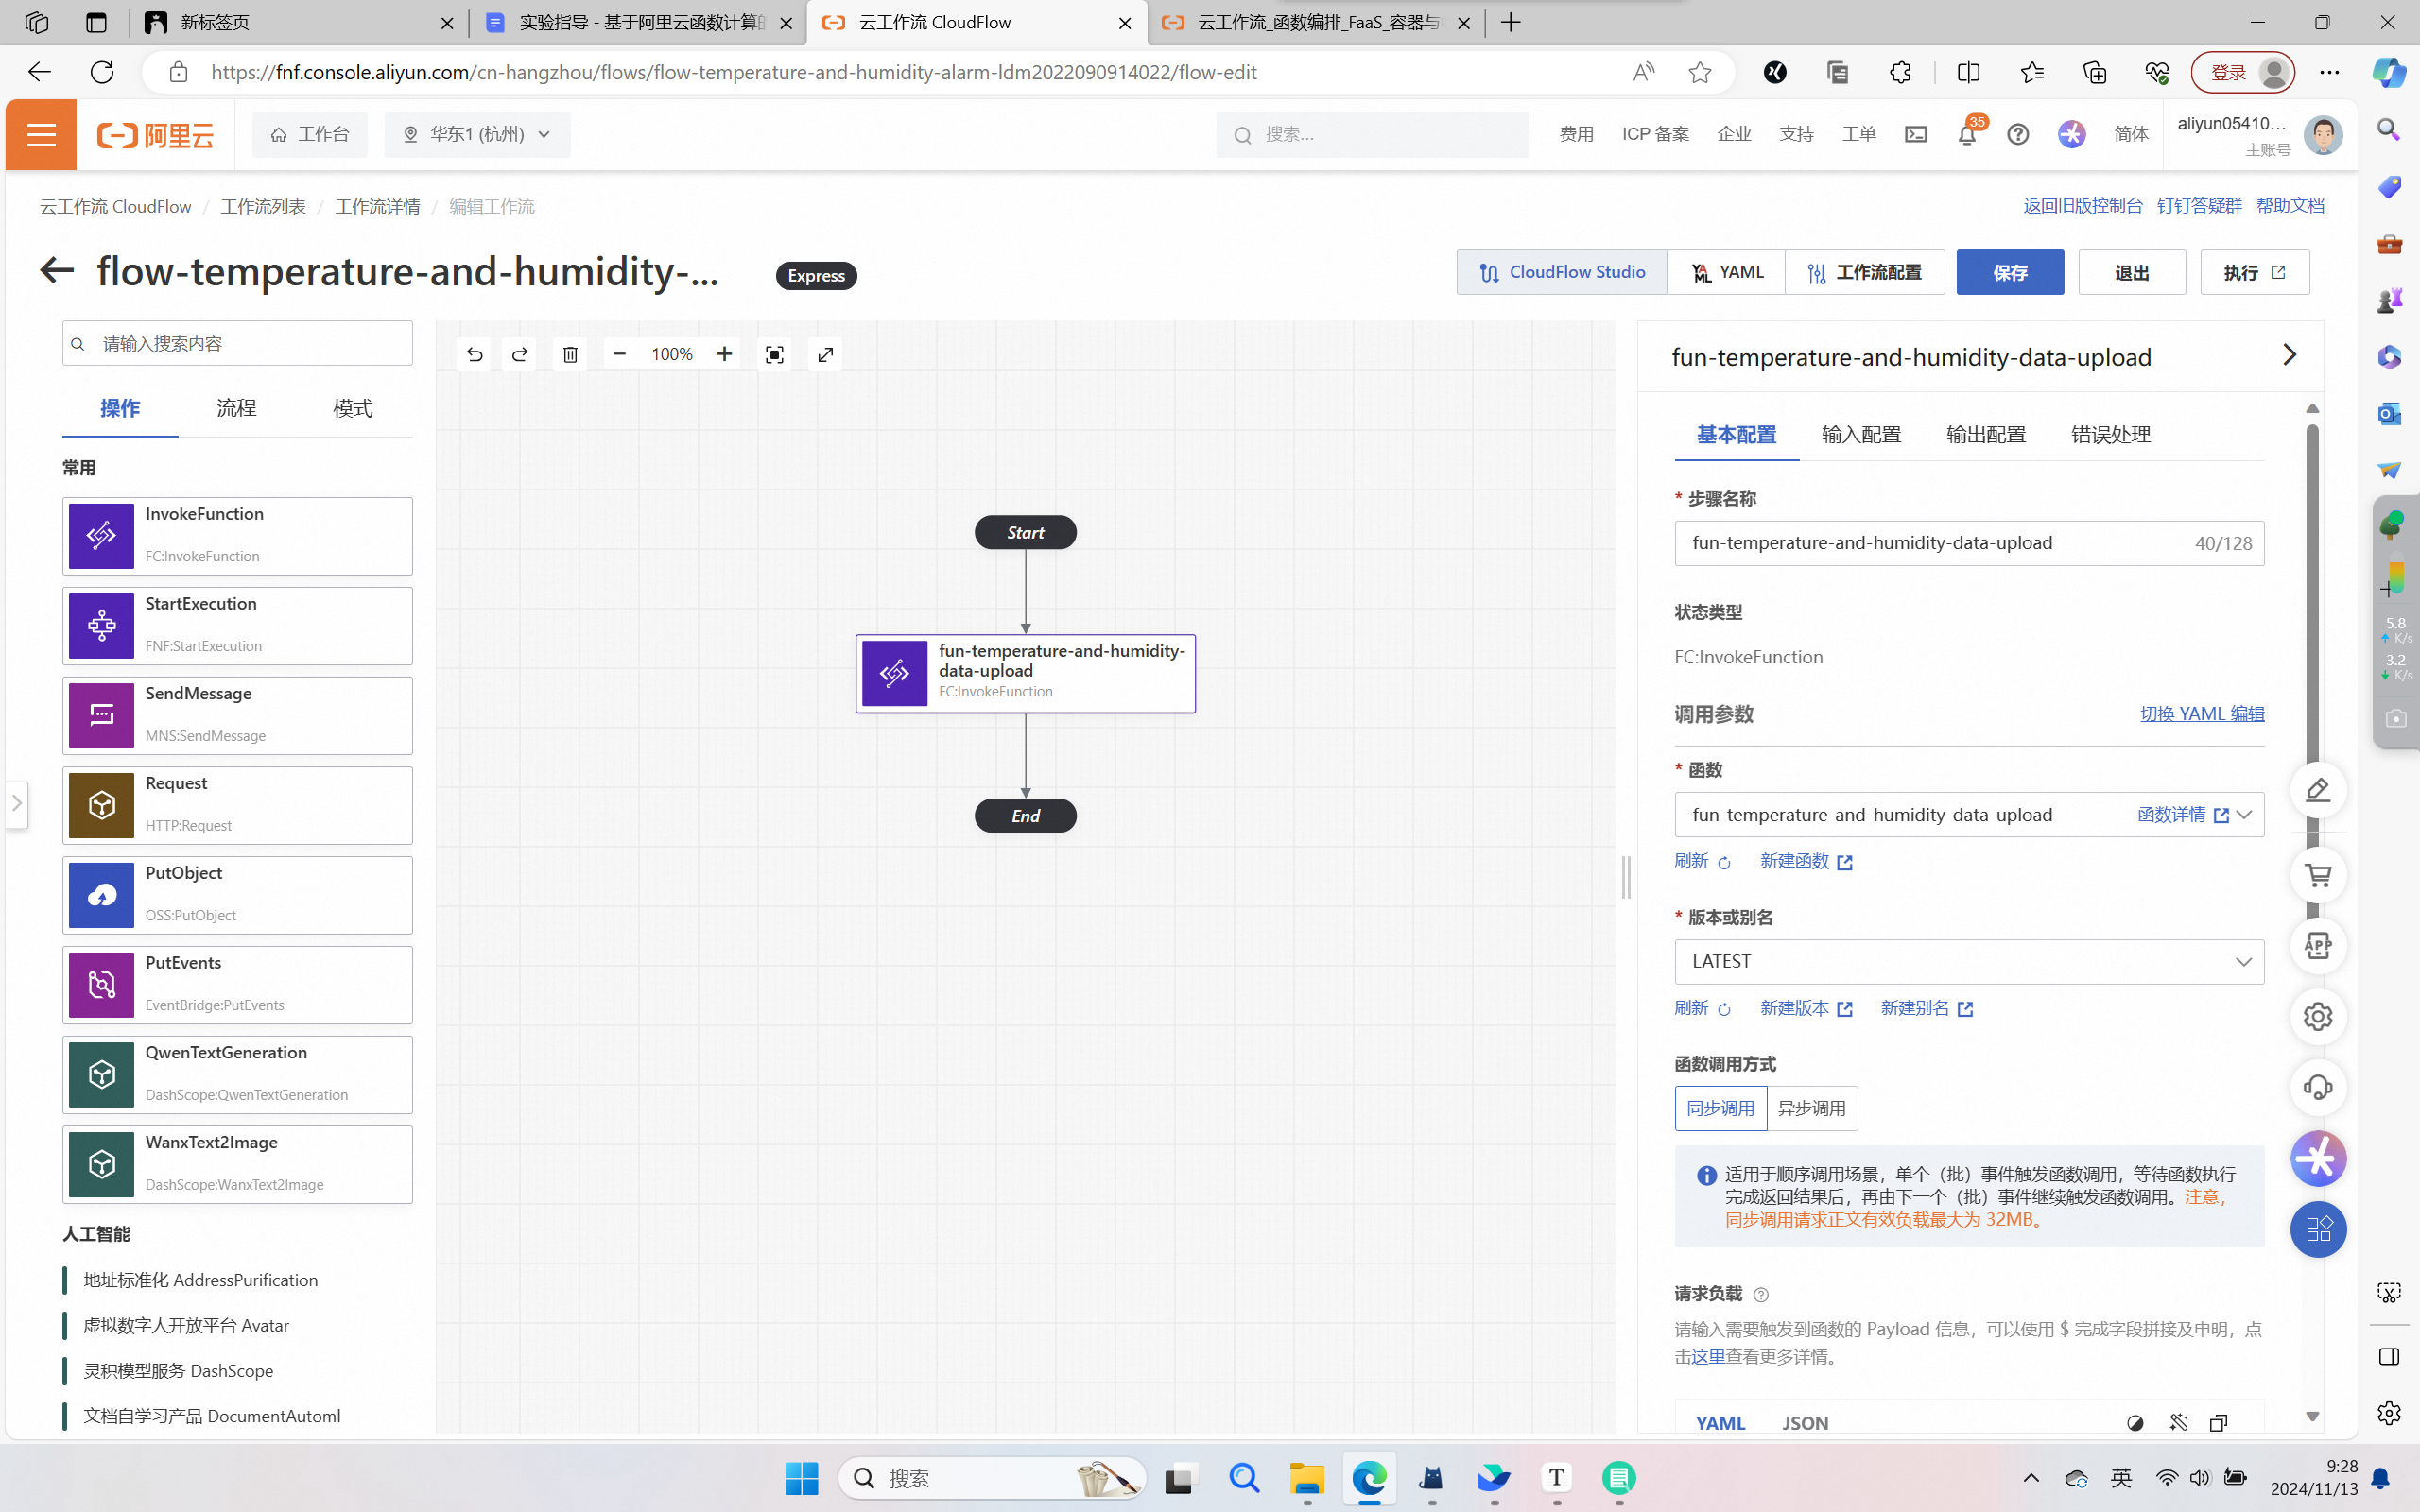 新标签页
实验指导 - 基于阿里云函数计算的
云工作流 CloudFlow
云工作流_函数编排_FaaS_容器与
https://fnf.console.aliyun.com/cn-hangzhou/flows/flow-temperature-and-humidity-alarm-ldm2022090914022/flow-edit
登录
阿里云
工作台
华东1 (杭州)
搜索...
费用
ICP 备案
企业
支持
工单
35
简体
aliyun05410...
主账号
云工作流 CloudFlow / 工作流列表 / 工作流详情 / 编辑工作流
返回旧版控制台 钉钉答疑群 帮助文档
flow-temperature-and-humidity-...
Express
CloudFlow Studio
YAML
工作流配置
保存
退出
执行
请输入搜索内容
操作
流程
模式
常用
InvokeFunction
FC:InvokeFunction
StartExecution
FNF:StartExecution
SendMessage
MNS:SendMessage
Request
HTTP:Request
PutObject
OSS:PutObject
PutEvents
EventBridge:PutEvents
QwenTextGeneration
DashScope:QwenTextGeneration
WanxText2Image
DashScope:WanxText2Image
人工智能
地址标准化 AddressPurification
虚拟数字人开放平台 Avatar
灵积模型服务 DashScope
文档自学习产品 DocumentAutoml
100%
Start
fun-temperature-and-humidity-
data-upload
FC:InvokeFunction
End
fun-temperature-and-humidity-data-upload
基本配置
输入配置
输出配置
错误处理
* 步骤名称
fun-temperature-and-humidity-data-upload
40/128
状态类型
FC:InvokeFunction
调用参数
切换 YAML 编辑
* 函数
fun-temperature-and-humidity-data-upload
函数详情
刷新
新建函数
* 版本或别名
LATEST
刷新
新建版本
新建别名
函数调用方式
同步调用
异步调用
适用于顺序调用场景，单个（批）事件触发函数调用，等待函数执行
完成返回结果后，再由下一个（批）事件继续触发函数调用。注意，
同步调用请求正文有效负载最大为 32MB。
请求负载
请输入需要触发到函数的 Payload 信息，可以使用 $ 完成字段拼接及申明，点
击这里查看更多详情。
YAML
JSON
APP
5.8
K/s
3.2
K/s
搜索
英
9:28
2024/11/13